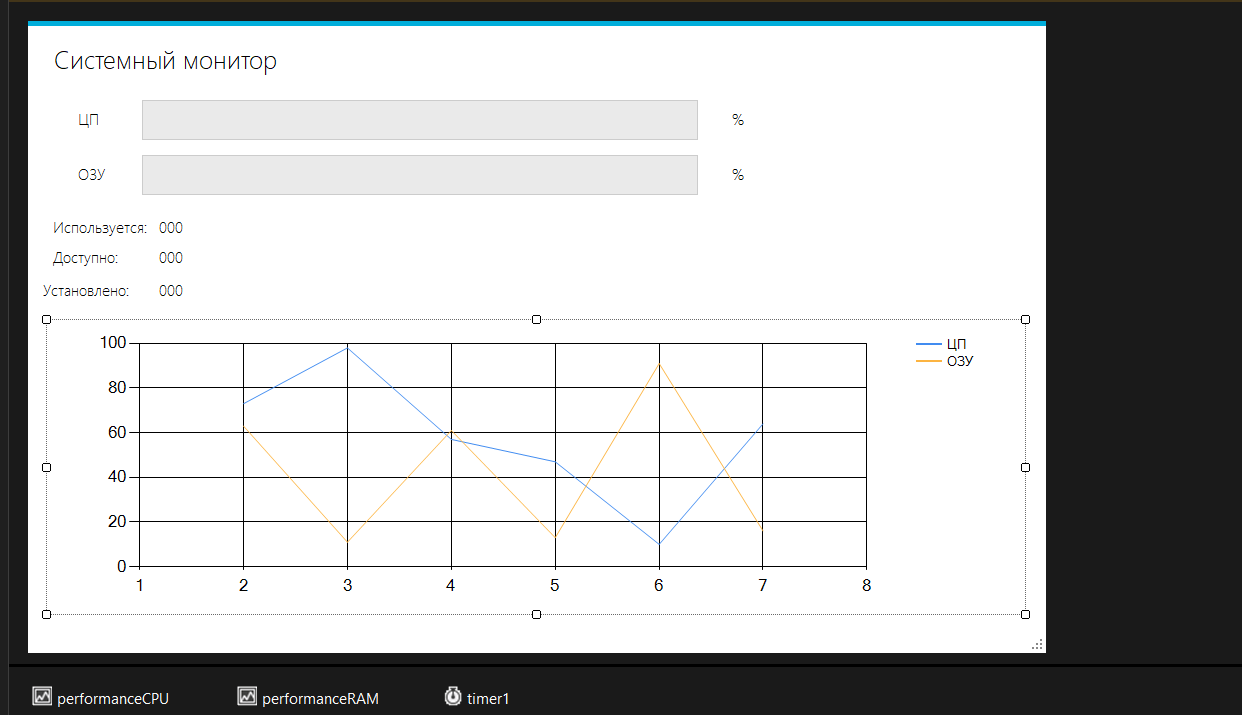 Системный монитор
ЦП %
ОЗУ %
Используется: 000
Доступно: 000
Установлено: 000
100
80
60
40
20
0
1 2 3 4 5 6 7 8
ЦП
ОЗУ
performanceCPU performanceRAM timer1